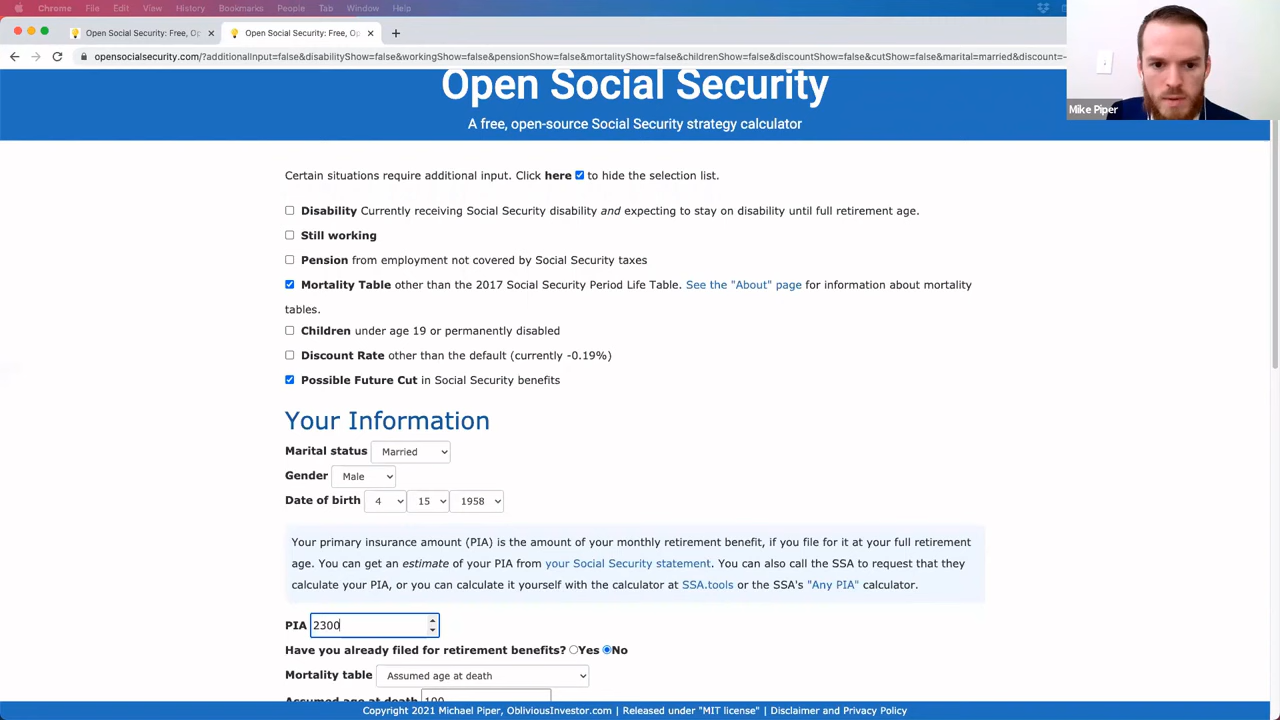 Chrome File Edit View History Bookmarks People Tab Window Help
Open Social Security: Free, Op × Open Social Security: Free, Op × +
opensocialsecurity.com/?additionalInput=false&disabilityShow=false&workingShow=false&pensionShow=false&mortalityShow=false&childrenShow=false&discountShow=false&cutShow=false&marital=married&discount=-
Mike Piper
Open Social Security
A free, open-source Social Security strategy calculator
Certain situations require additional input. Click here to hide the selection list.
Disability Currently receiving Social Security disability and expecting to stay on disability until full retirement age.
Still working
Pension from employment not covered by Social Security taxes
Mortality Table other than the 2017 Social Security Period Life Table. See the "About" page for information about mortality
tables.
Children under age 19 or permanently disabled
Discount Rate other than the default (currently -0.19%)
Possible Future Cut in Social Security benefits
Your Information
Marital status Married
Gender Male
Date of birth 4 15 1958
Your primary insurance amount (PIA) is the amount of your monthly retirement benefit, if you file for it at your full retirement
age. You can get an estimate of your PIA from your Social Security statement. You can also call the SSA to request that they
calculate your PIA, or you can calculate it yourself with the calculator at SSA.tools or the SSA's "Any PIA" calculator.
PIA 2300
Have you already filed for retirement benefits? Yes No
Mortality table Assumed age at death
Assumed age at death 100
Copyright 2021 Michael Piper, ObliviousInvestor.com | Released under "MIT license" | Disclaimer and Privacy Policy